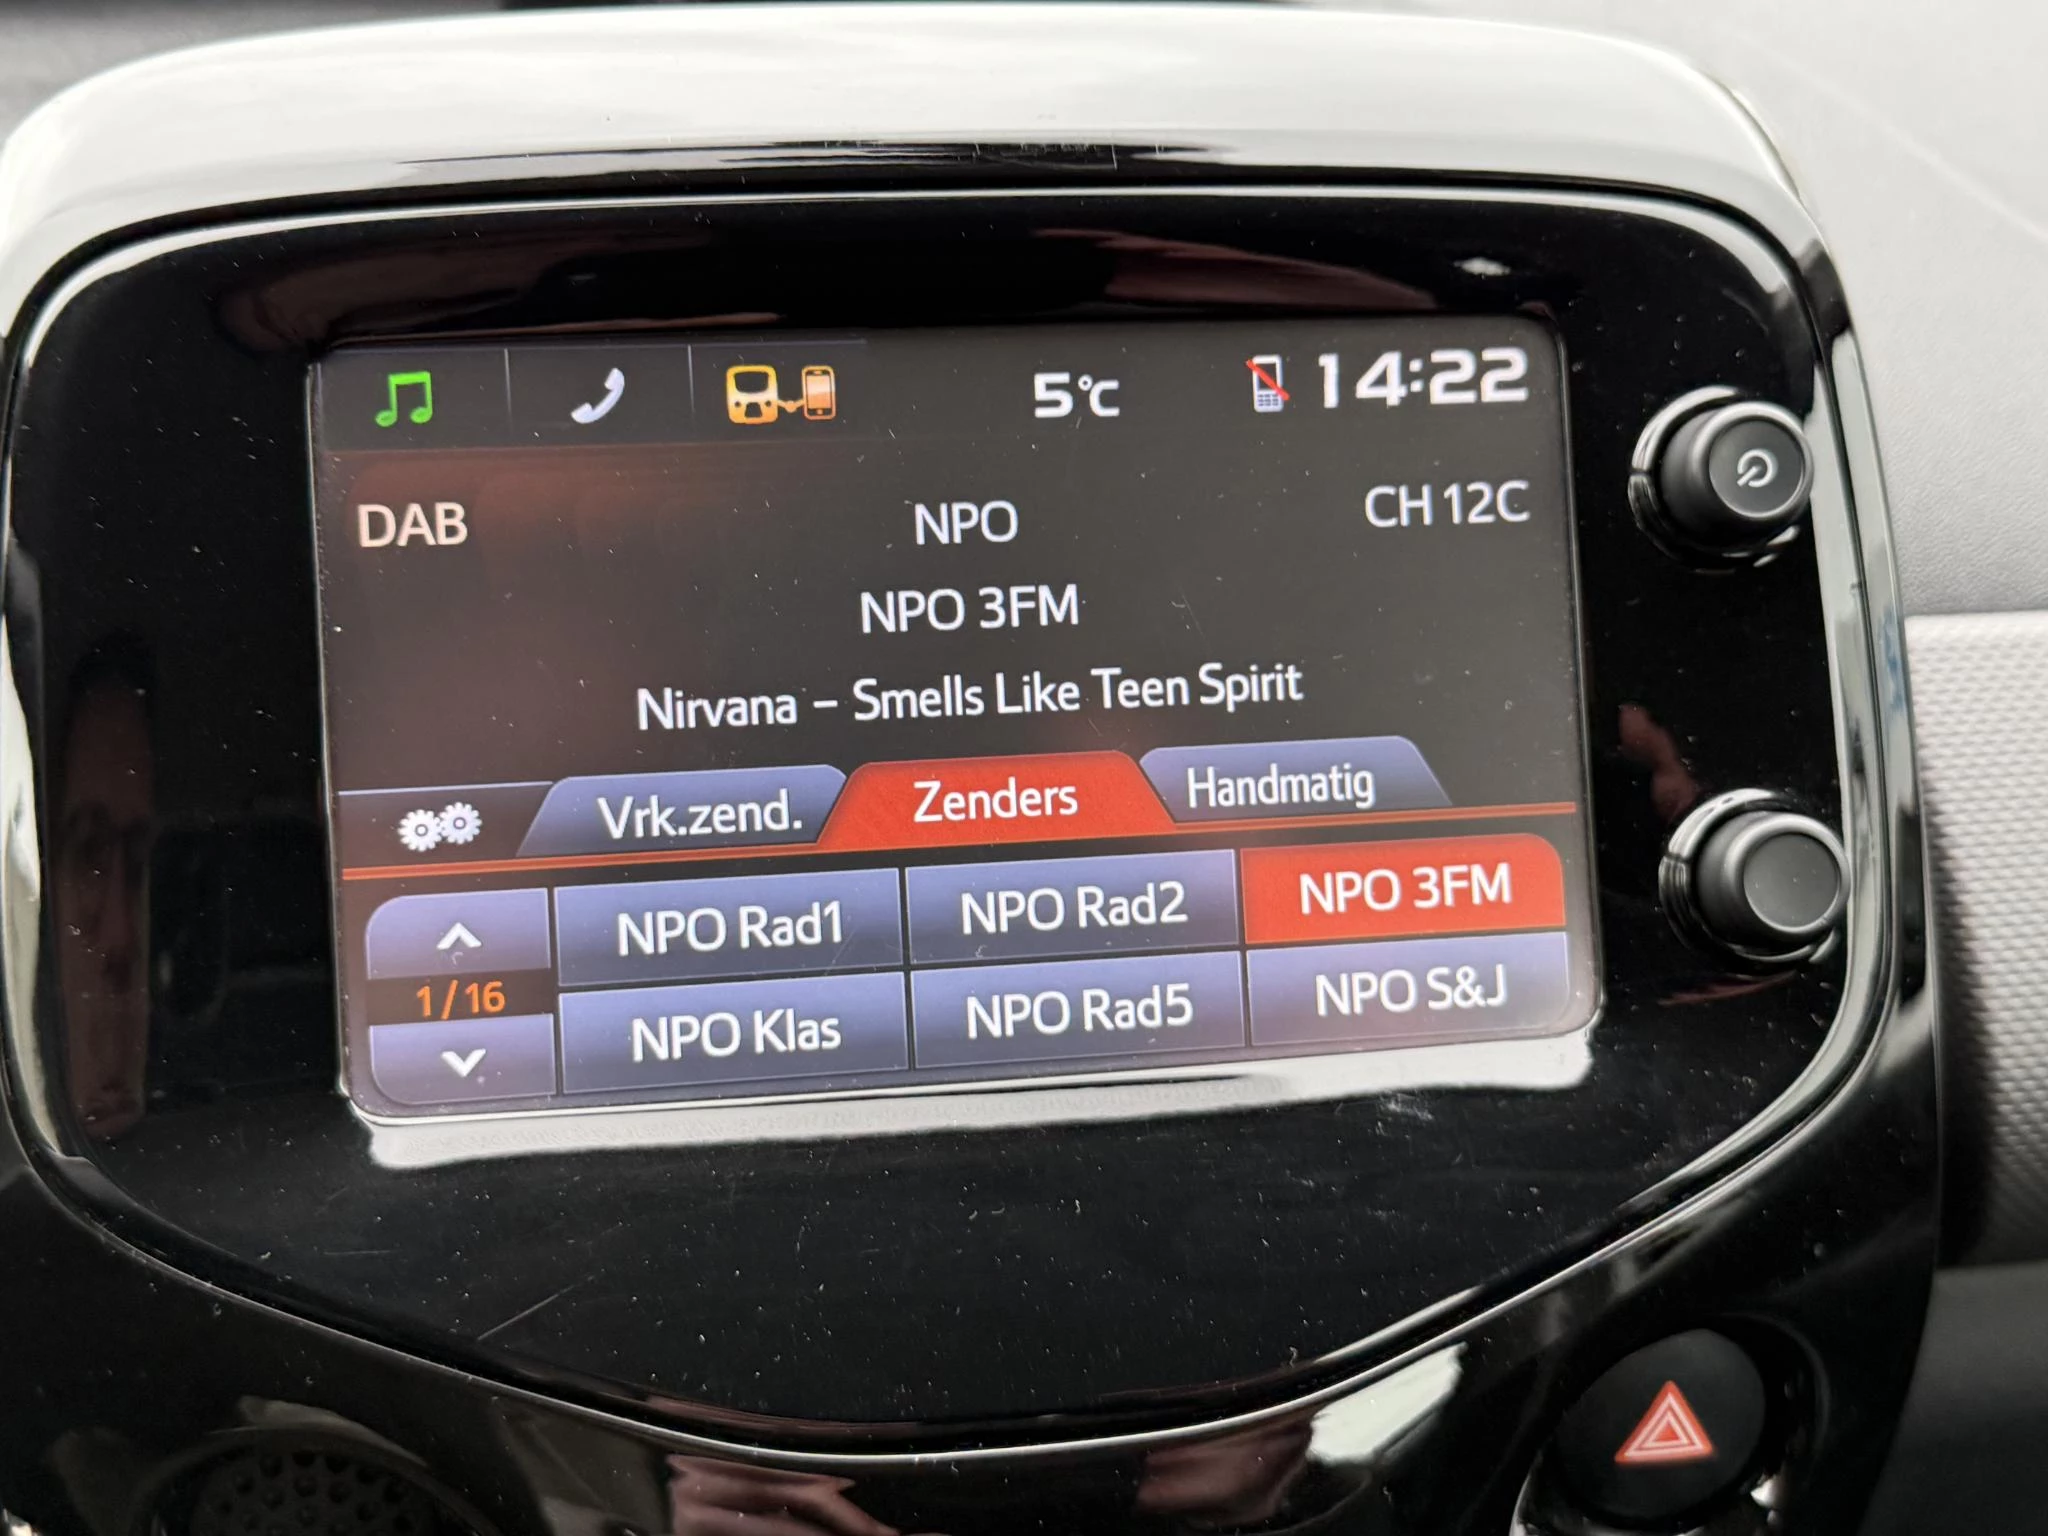 5°C 14:22
DAB NPO CH 12C
NPO 3FM
Nirvana – Smells Like Teen Spirit
Vrk.zend. Zenders Handmatig
NPO Rad1 NPO Rad2 NPO 3FM
1/16
NPO Klas NPO Rad5 NPO S&J